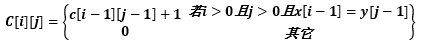 C[i][j] = {c[i − 1][j − 1] + 1 若i > 0 且j > 0 且x[i − 1] = y[j − 1]
0 其它}